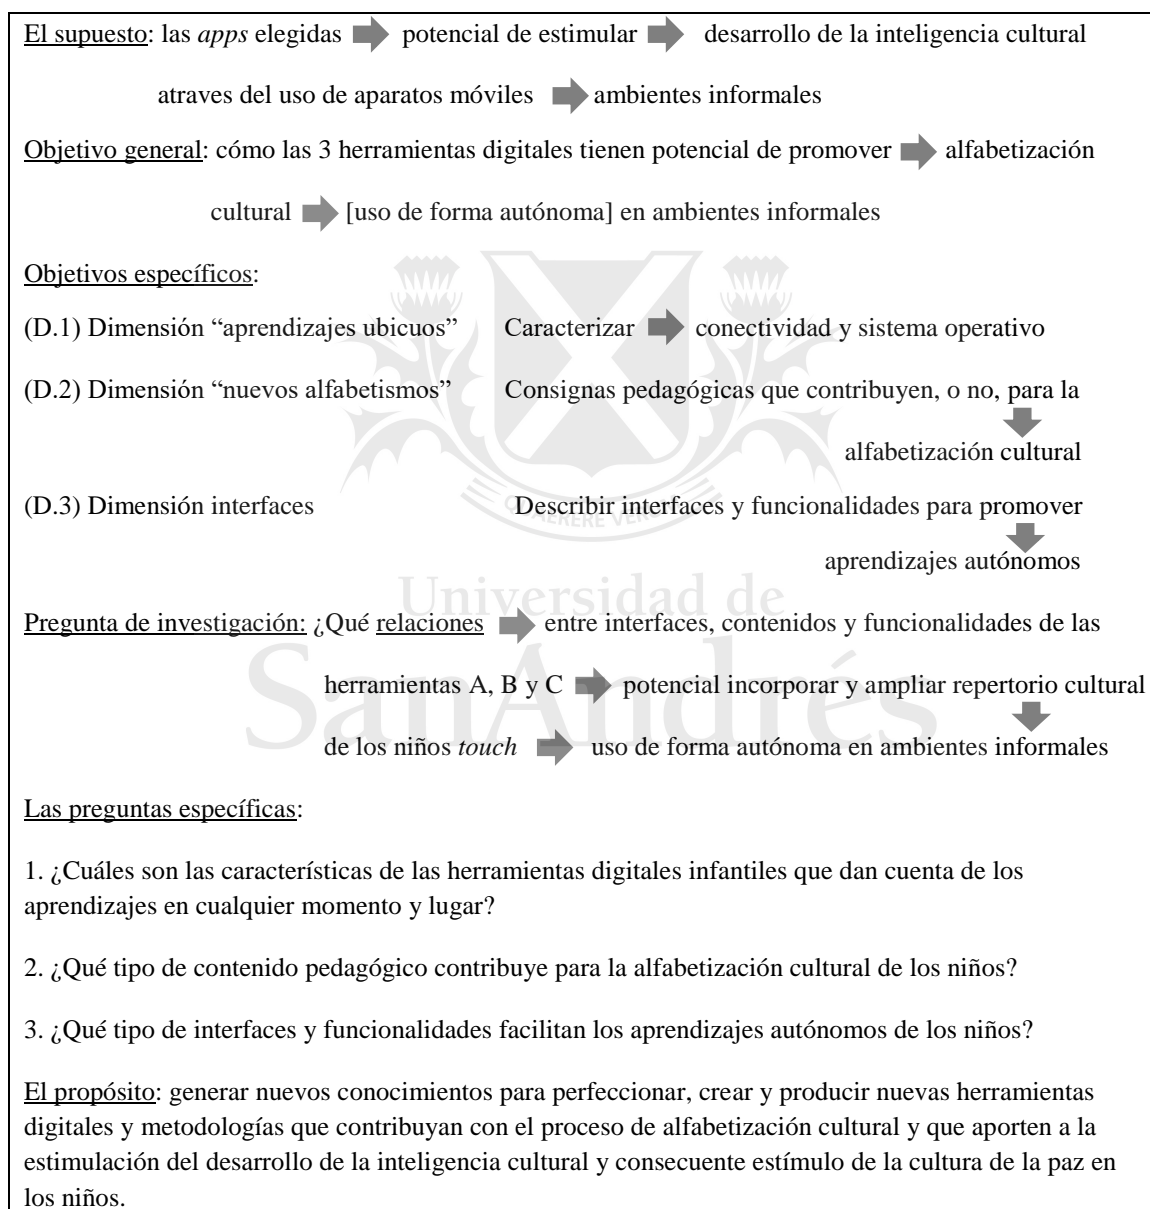 El supuesto: las apps elegidas potencial de estimular desarrollo de la inteligencia cultural
atraves del uso de aparatos móviles ambientes informales
Objetivo general: cómo las 3 herramientas digitales tienen potencial de promover alfabetización
cultural [uso de forma autónoma] en ambientes informales
Objetivos específicos:
(D.1) Dimensión “aprendizajes ubicuos” Caracterizar conectividad y sistema operativo
(D.2) Dimensión “nuevos alfabetismos” Consignas pedagógicas que contribuyen, o no, para la
alfabetización cultural
(D.3) Dimensión interfaces Describir interfaces y funcionalidades para promover
aprendizajes autónomos
Universidad de
Pregunta de investigación: ¿Qué relaciones entre interfaces, contenidos y funcionalidades de las
herramientas A, B y C potencial incorporar y ampliar repertorio cultural
SanAndrés
de los niños touch uso de forma autónoma en ambientes informales
Las preguntas específicas:
1. ¿Cuáles son las características de las herramientas digitales infantiles que dan cuenta de los
aprendizajes en cualquier momento y lugar?
2. ¿Qué tipo de contenido pedagógico contribuye para la alfabetización cultural de los niños?
3. ¿Qué tipo de interfaces y funcionalidades facilitan los aprendizajes autónomos de los niños?
El propósito: generar nuevos conocimientos para perfeccionar, crear y producir nuevas herramientas
digitales y metodologías que contribuyan con el proceso de alfabetización cultural y que aporten a la
estimulación del desarrollo de la inteligencia cultural y consecuente estímulo de la cultura de la paz en
los niños.